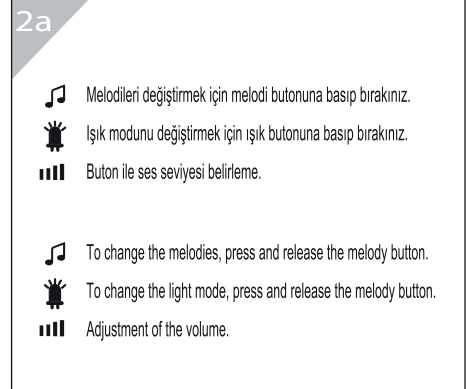 2a
Melodileri değiştirmek için melodi butonuna basıp bırakınız.
Işık modunu değiştirmek için ışık butonuna basıp bırakınız.
Buton ile ses seviyesi belirleme.
To change the melodies, press and release the melody button.
To change the light mode, press and release the melody button.
Adjustment of the volume.